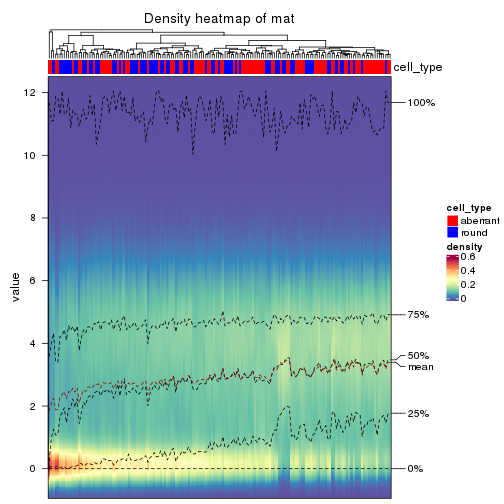 Density heatmap of mat
cell_type
12
10
8
6
4
2
0
value
100%
75%
50%
mean
25%
0%
cell_type
aberrant
round
density
0.6
0.4
0.2
0